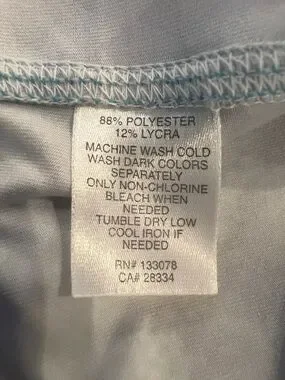 88% POLYESTER
12% LYCRA
MACHINE WASH COLD
WASH DARK COLORS
SEPARATELY
ONLY NON-CHLORINE
BLEACH WHEN
NEEDED
TUMBLE DRY LOW
COOL IRON IF
NEEDED
RN# 133078
CA# 28334